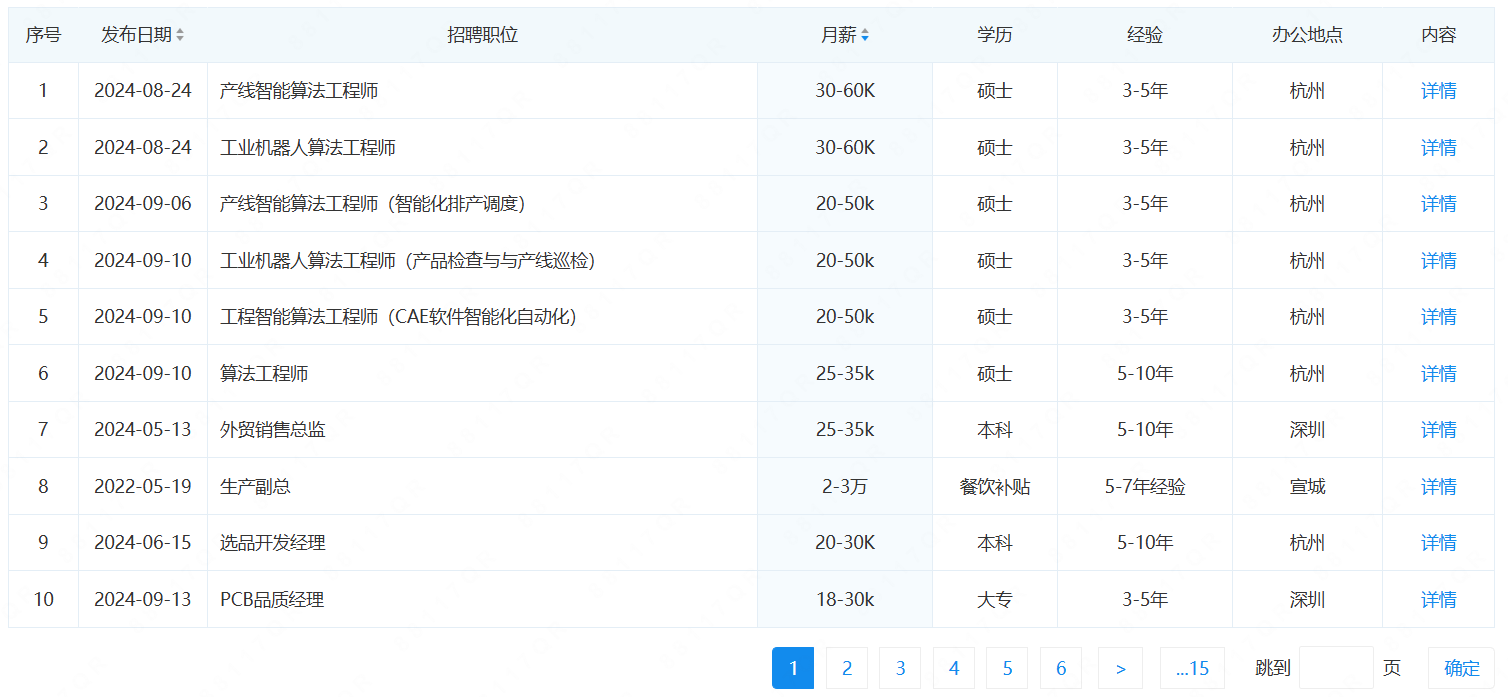 序号 发布日期 招聘职位 月薪 学历 经验 办公地点 内容
1 2024-08-24 产线智能算法工程师 30-60K 硕士 3-5年 杭州 详情
2 2024-08-24 工业机器人算法工程师 30-60K 硕士 3-5年 杭州 详情
3 2024-09-06 产线智能算法工程师（智能化排产调度） 20-50k 硕士 3-5年 杭州 详情
4 2024-09-10 工业机器人算法工程师（产品检查与与产线巡检） 20-50k 硕士 3-5年 杭州 详情
5 2024-09-10 工程智能算法工程师（CAE软件智能化自动化） 20-50k 硕士 3-5年 杭州 详情
6 2024-09-10 算法工程师 25-35k 硕士 5-10年 杭州 详情
7 2024-05-13 外贸销售总监 25-35k 本科 5-10年 深圳 详情
8 2022-05-19 生产副总 2-3万 餐饮补贴 5-7年经验 宣城 详情
9 2024-06-15 选品开发经理 20-30K 本科 5-10年 杭州 详情
10 2024-09-13 PCB品质经理 18-30k 大专 3-5年 深圳 详情
1 2 3 4 5 6 > ...15 跳到 页 确定